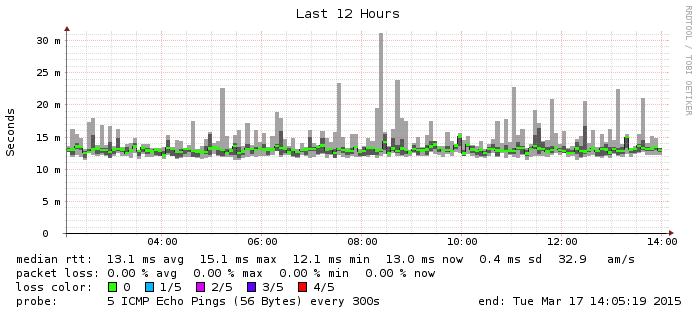 Last 12 Hours
RRDTOOL / TOBI OETIKER
Seconds
30 m
25 m
20 m
15 m
10 m
5 m
0
04:00 06:00 08:00 10:00 12:00 14:00
median rtt: 13.1 ms avg 15.1 ms max 12.1 ms min 13.0 ms now 0.4 ms sd 32.9 am/s
packet loss: 0.00 % avg 0.00 % max 0.00 % min 0.00 % now
loss color: 0 1/5 2/5 3/5 4/5
probe: 5 ICMP Echo Pings (56 Bytes) every 300s end: Tue Mar 17 14:05:19 2015